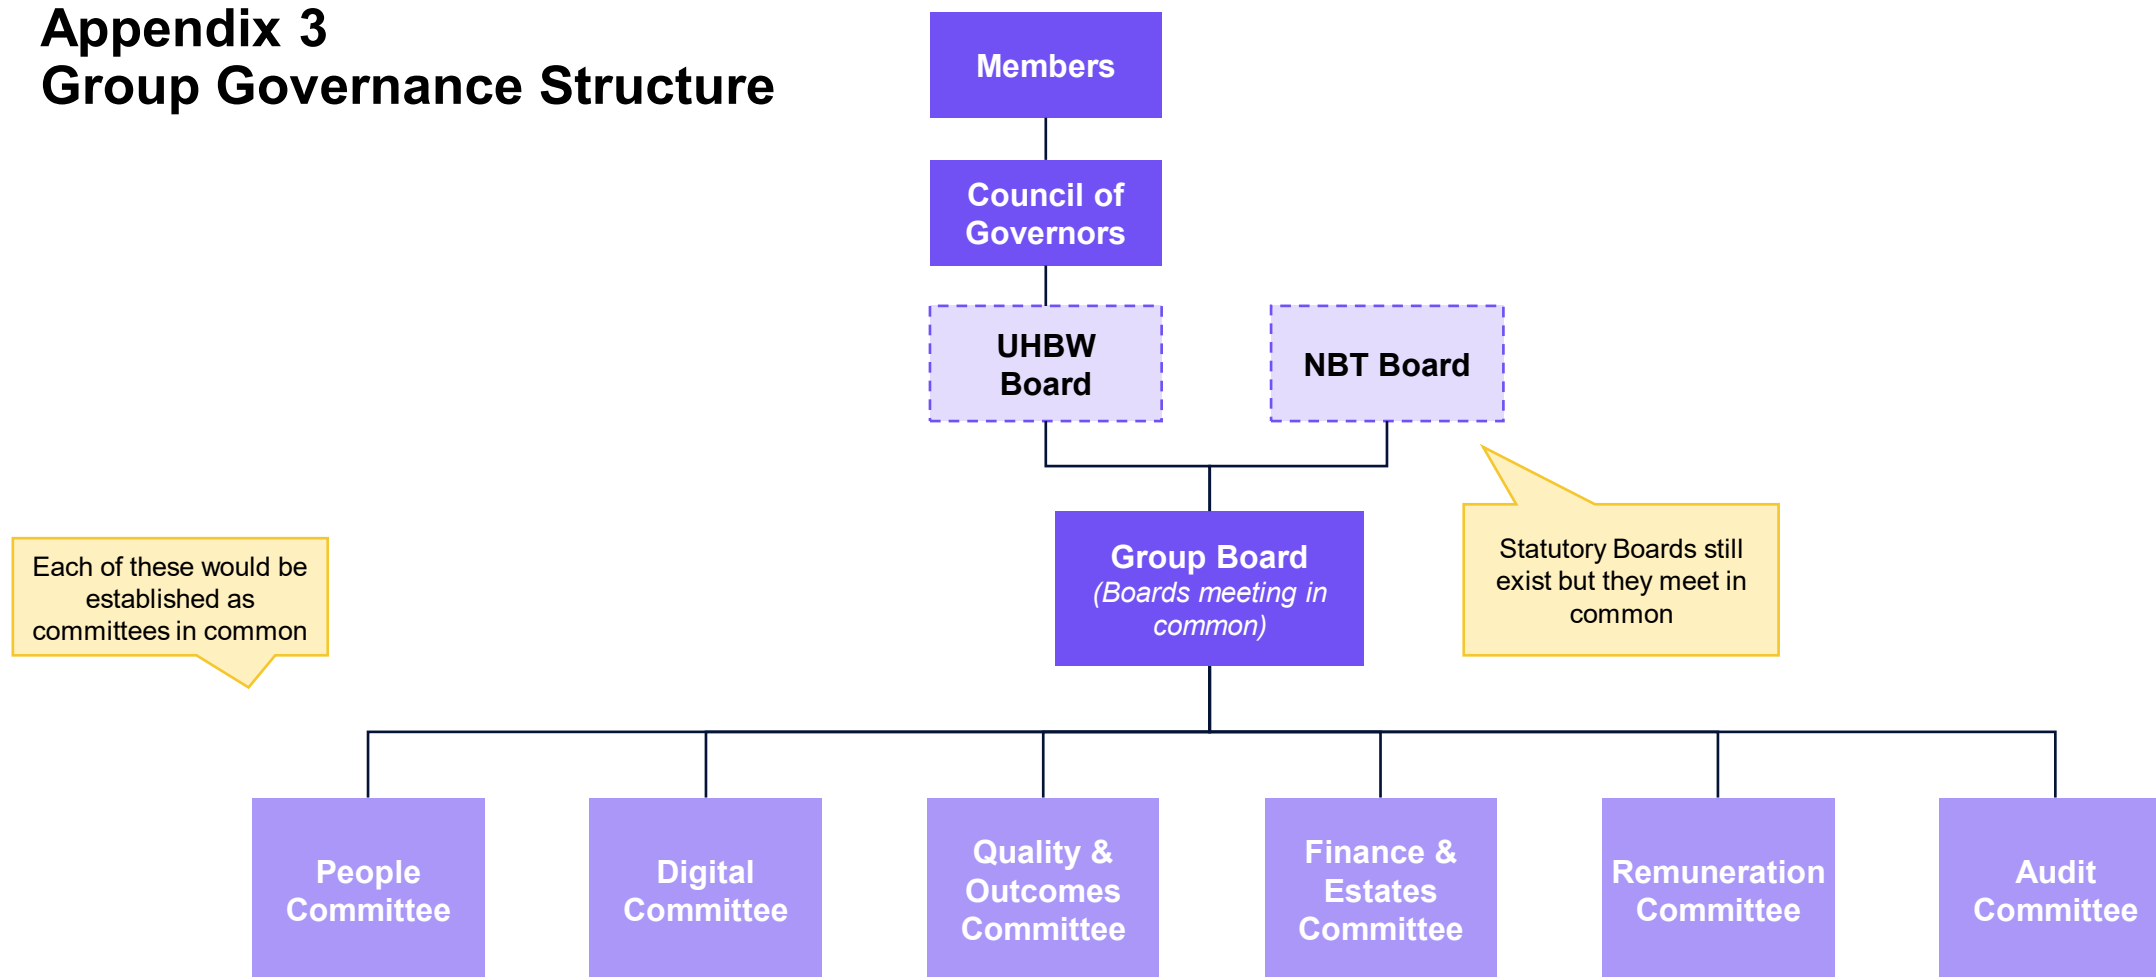 Appendix 3
Group Governance Structure
Members
Council of
Governors
UHBW
Board
NBT Board
Group Board
(Boards meeting in
common)
Statutory Boards still
exist but they meet in
common
Each of these would be
established as
committees in common
People
Committee
Digital
Committee
Quality &
Outcomes
Committee
Finance &
Estates
Committee
Remuneration
Committee
Audit
Committee